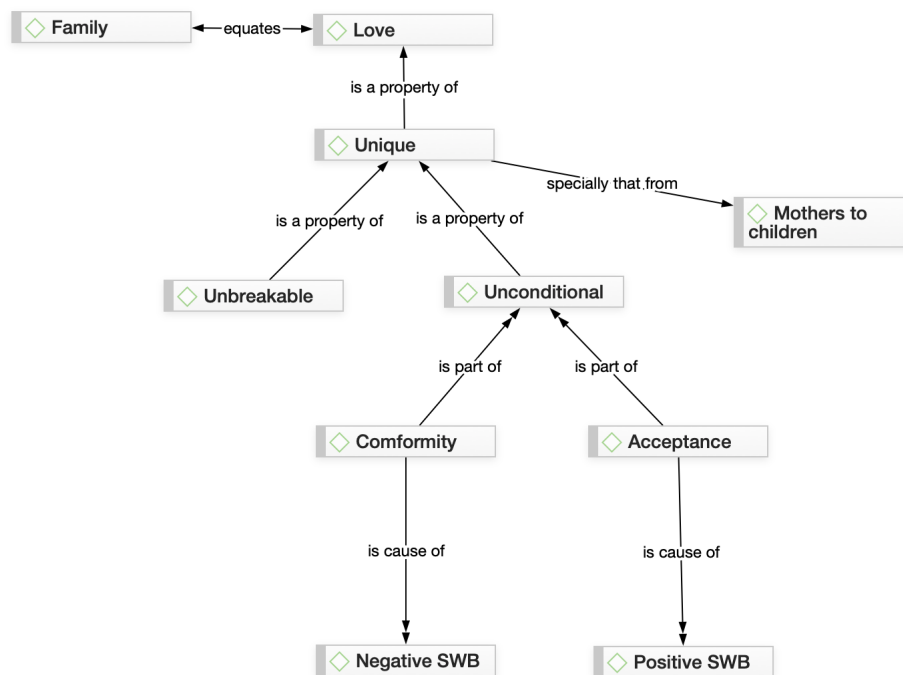 Family
equates
Love
is a property of
Unique
specially that from
Mothers to
children
is a property of
is a property of
Unbreakable
Unconditional
is part of
is part of
Comformity
Acceptance
is cause of
is cause of
Negative SWB
Positive SWB